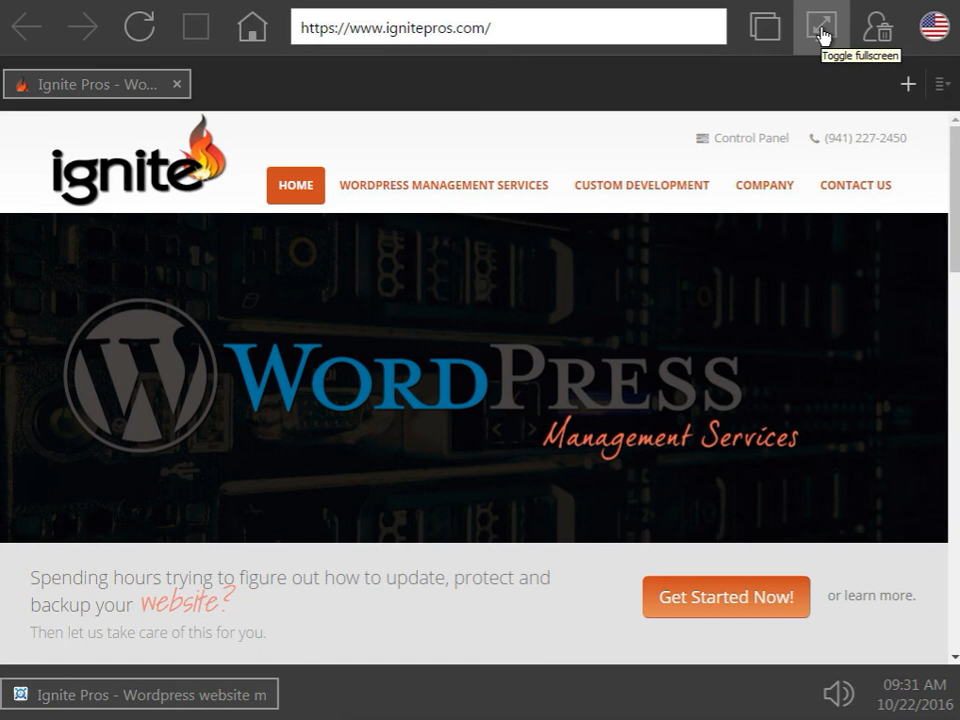 https://www.ignitepros.com/
Toggle fullscreen
Ignite Pros - Wo...
ignite
Control Panel
(941) 227-2450
HOME
WORDPRESS MANAGEMENT SERVICES
CUSTOM DEVELOPMENT
COMPANY
CONTACT US
W
WORDPRESS
Management Services
Spending hours trying to figure out how to update, protect and
backup your website?
Then let us take care of this for you.
Get Started Now!
or learn more.
Ignite Pros - Wordpress website m
09:31 AM
10/22/2016